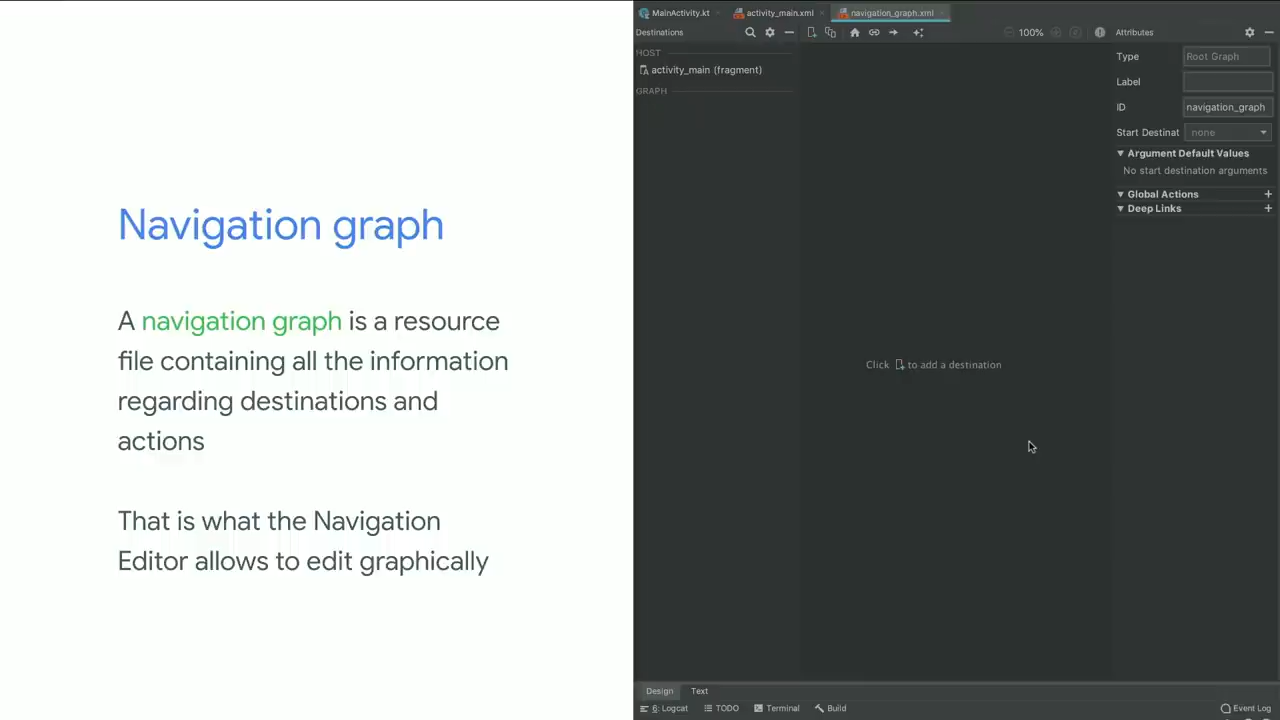 Navigation graph
A navigation graph is a resource
file containing all the information
regarding destinations and
actions
That is what the Navigation
Editor allows to edit graphically
MainActivity.kt
activity_main.xml
navigation_graph.xml
Destinations
100%
Attributes
HOST
activity_main (fragment)
GRAPH
Type
Root Graph
Label
ID
navigation_graph
Start Destinat
none
Argument Default Values
No start destination arguments
Global Actions
Deep Links
Click to add a destination
Design
Text
6: Logcat
TODO
Terminal
Build
Event Log